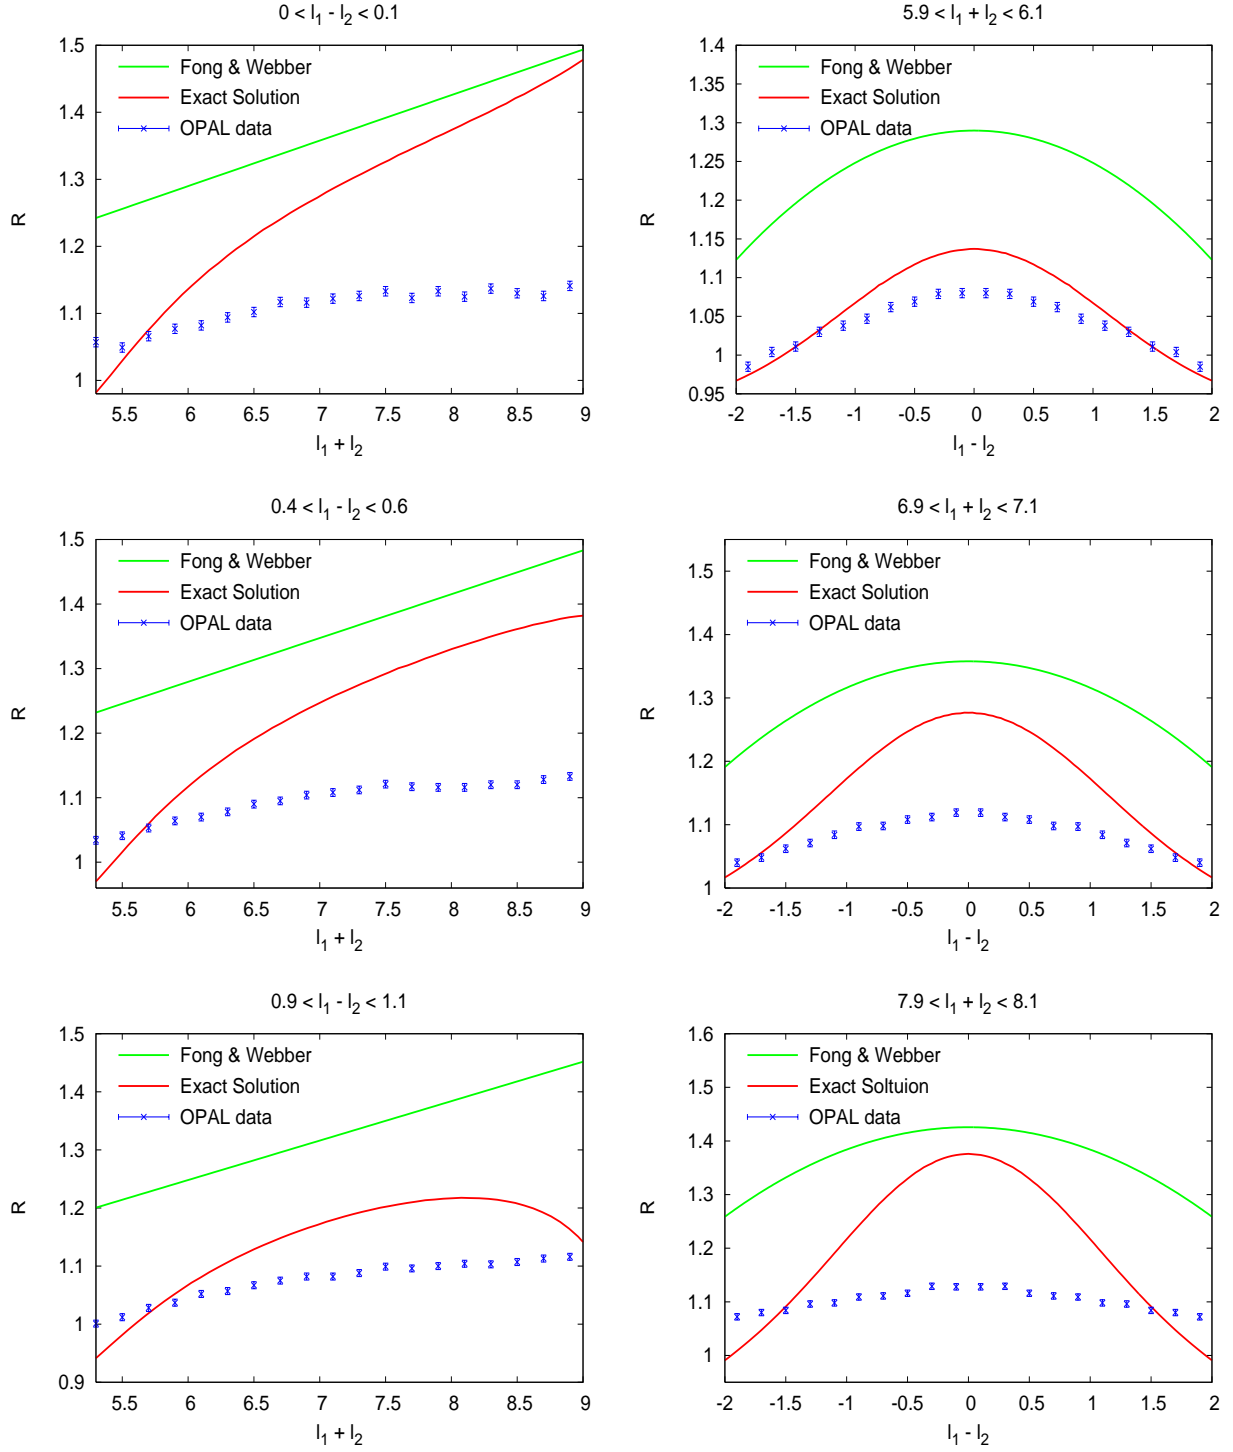 0 < l1 - l2 < 0.1
1.5
1.4
1.3
1.2
1.1
1
R
Fong & Webber
Exact Solution
OPAL data
5.5 6 6.5 7 7.5 8 8.5 9
l1 + l2
5.9 < l1 + l2 < 6.1
1.4
1.35
1.3
1.25
1.2
1.15
1.1
1.05
1
0.95
R
Fong & Webber
Exact Solution
OPAL data
-2 -1.5 -1 -0.5 0 0.5 1 1.5 2
l1 - l2
0.4 < l1 - l2 < 0.6
1.5
1.4
1.3
1.2
1.1
1
R
Fong & Webber
Exact Solution
OPAL data
5.5 6 6.5 7 7.5 8 8.5 9
l1 + l2
6.9 < l1 + l2 < 7.1
1.5
1.4
1.3
1.2
1.1
1
R
Fong & Webber
Exact Solution
OPAL data
-2 -1.5 -1 -0.5 0 0.5 1 1.5 2
l1 - l2
0.9 < l1 - l2 < 1.1
1.5
1.4
1.3
1.2
1.1
1
0.9
R
Fong & Webber
Exact Solution
OPAL data
5.5 6 6.5 7 7.5 8 8.5 9
l1 + l2
7.9 < l1 + l2 < 8.1
1.6
1.5
1.4
1.3
1.2
1.1
1
R
Fong & Webber
Exact Soltuion
OPAL data
-2 -1.5 -1 -0.5 0 0.5 1 1.5 2
l1 - l2